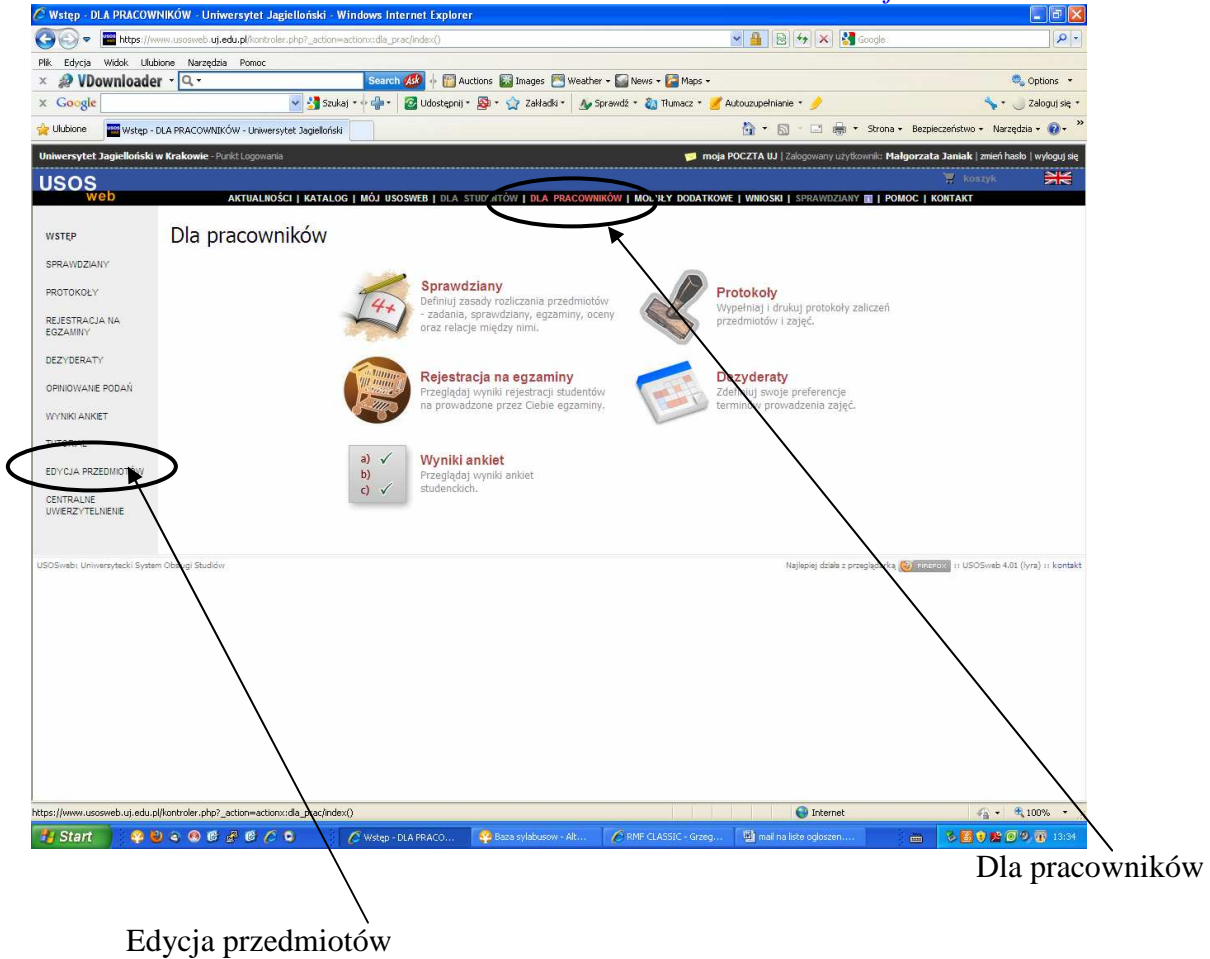 Wstęp - DLA PRACOWNIKÓW - Uniwersytet Jagielloński - Windows Internet Explorer
https://www.usosweb.uj.edu.pl/kontroler.php?_action=actionx:dla_prac/index() Google
Plik Edycja Widok Ulubione Narzędzia Pomoc
x VDownloader Search Ask Auctions Images Weather News Maps Options
x Google Szukaj Udostępnij Zakładki Sprawdź Tłumacz Autouzupełnianie Zaloguj się
Ulubione Wstęp - DLA PRACOWNIKÓW - Uniwersytet Jagielloński Strona Bezpieczeństwo Narzędzia »
Uniwersytet Jagielloński w Krakowie - Punkt Logowania moja POCZTA UJ | Zalogowany użytkownik: Małgorzata Janiak | zmień hasło | wyloguj się
USOS koszyk
web AKTUALNOŚCI | KATALOG | MÓJ USOSWEB | DLA STUDENTÓW | DLA PRACOWNIKÓW | MODUŁY DODATKOWE | WNIOSKI | SPRAWDZIANY | POMOC | KONTAKT
WSTĘP
SPRAWDZIANY
PROTOKOŁY
REJESTRACJA NA
EGZAMINY
DEZYDERATY
OPINIOWANIE PODAŃ
WYNIKI ANKIET
TUTORIAL
EDYCJA PRZEDMIOTÓW
CENTRALNE
UWIERZYTELNIENIE
Dla pracowników
4+
Sprawdziany
Definiuj zasady rozliczania przedmiotów
- zadania, sprawdziany, egzaminy, oceny
oraz relacje między nimi.
Protokoły
Wypełniaj i drukuj protokoły zaliczeń
przedmiotów i zajęć.
Rejestracja na egzaminy
Przeglądaj wyniki rejestracji studentów
na prowadzone przez Ciebie egzaminy.
Dezyderaty
Zdefiniuj swoje preferencje
terminów prowadzenia zajęć.
a) ✓
b)
c) ✓
Wyniki ankiet
Przeglądaj wyniki ankiet
studenckich.
USOSweb: Uniwersytecki System Obsługi Studiów Najlepiej działa z przeglądarką FIREFOX :: USOSweb 4.01 (lyra) :: kontakt
https://www.usosweb.uj.edu.pl/kontroler.php?_action=actionx:dla_prac/index() Internet 100%
Start Wstęp - DLA PRACO... Baza sylabusow - Alt... RMF CLASSIC - Grzeg... mail na liste ogloszen.... 13:34
Dla pracowników
Edycja przedmiotów